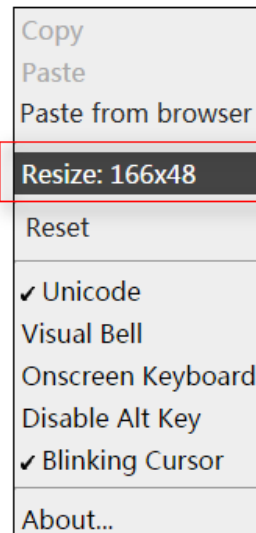 Copy
Paste
Paste from browser
Resize: 166x48
Reset
✔ Unicode
Visual Bell
Onscreen Keyboard
Disable Alt Key
✔ Blinking Cursor
About...